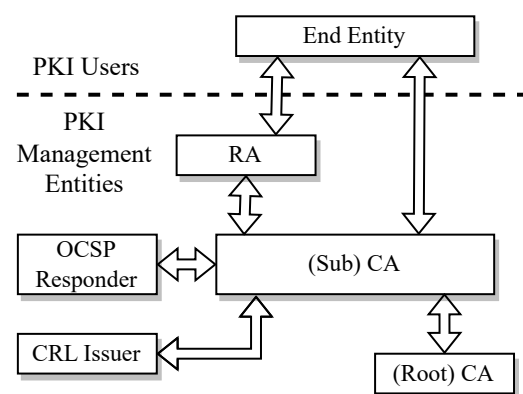 End Entity
PKI Users
PKI
Management
Entities
RA
OCSP
Responder
(Sub) CA
CRL Issuer
(Root) CA